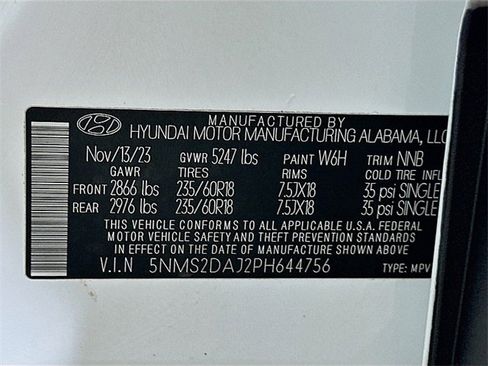 MANUFACTURED BY
HYUNDAI MOTOR MANUFACTURING ALABAMA, LLC
Nov/13/23 GVWR 5247 lbs PAINT W6H TRIM NNB
GAWR TIRES RIMS COLD TIRE INFL
FRONT 2866 lbs 235/60R18 7.5JX18 35 psi SINGLE
REAR 2976 lbs 235/60R18 7.5JX18 35 psi SINGLE
THIS VEHICLE CONFORMS TO ALL APPLICABLE U.S.A. FEDERAL
MOTOR VEHICLE SAFETY AND THEFT PREVENTION STANDARDS
IN EFFECT ON THE DATE OF MANUFACTURE SHOWN ABOVE.
V.I.N 5NMS2DAJ2PH644756 TYPE: MPV